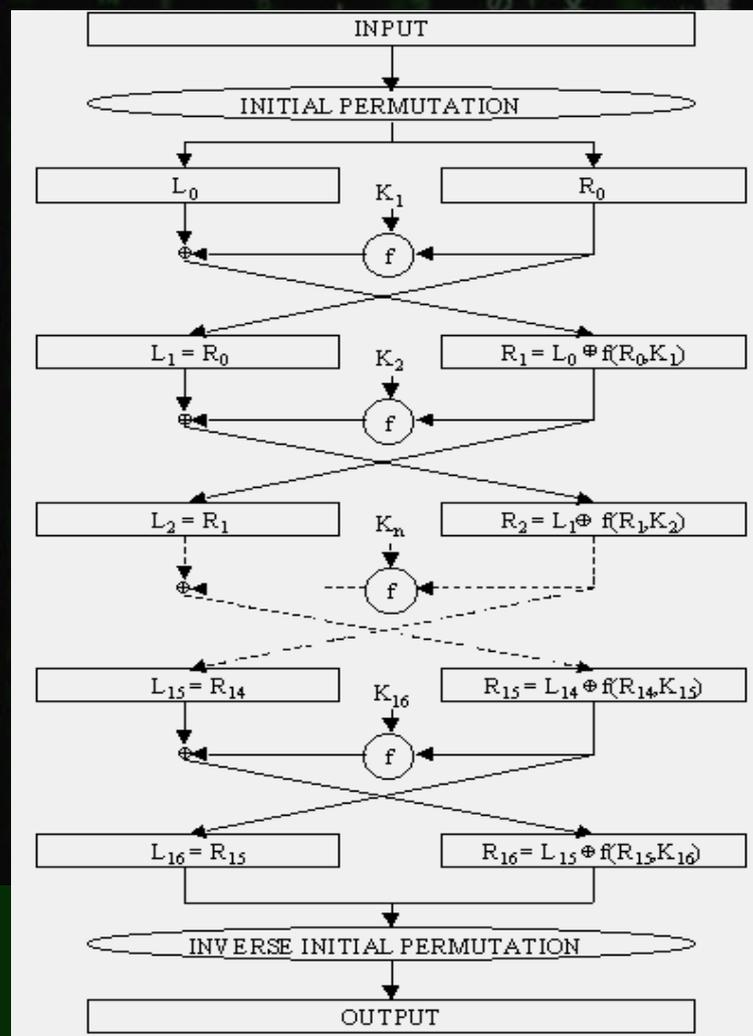 INPUT
INITIAL PERMUTATION
L₀
K₁
R₀
⊕
f
L₁ = R₀
K₂
R₁ = L₀ ⊕ f(R₀,K₁)
⊕
f
L₂ = R₁
Kₙ
R₂ = L₁⊕ f(R₁,K₂)
⊕
f
L₁₅ = R₁₄
K₁₆
R₁₅ = L₁₄ ⊕ f(R₁₄,K₁₅)
⊕
f
L₁₆ = R₁₅
R₁₆= L₁₅ ⊕ f(R₁₅,K₁₆)
INVERSE INITIAL PERMUTATION
OUTPUT